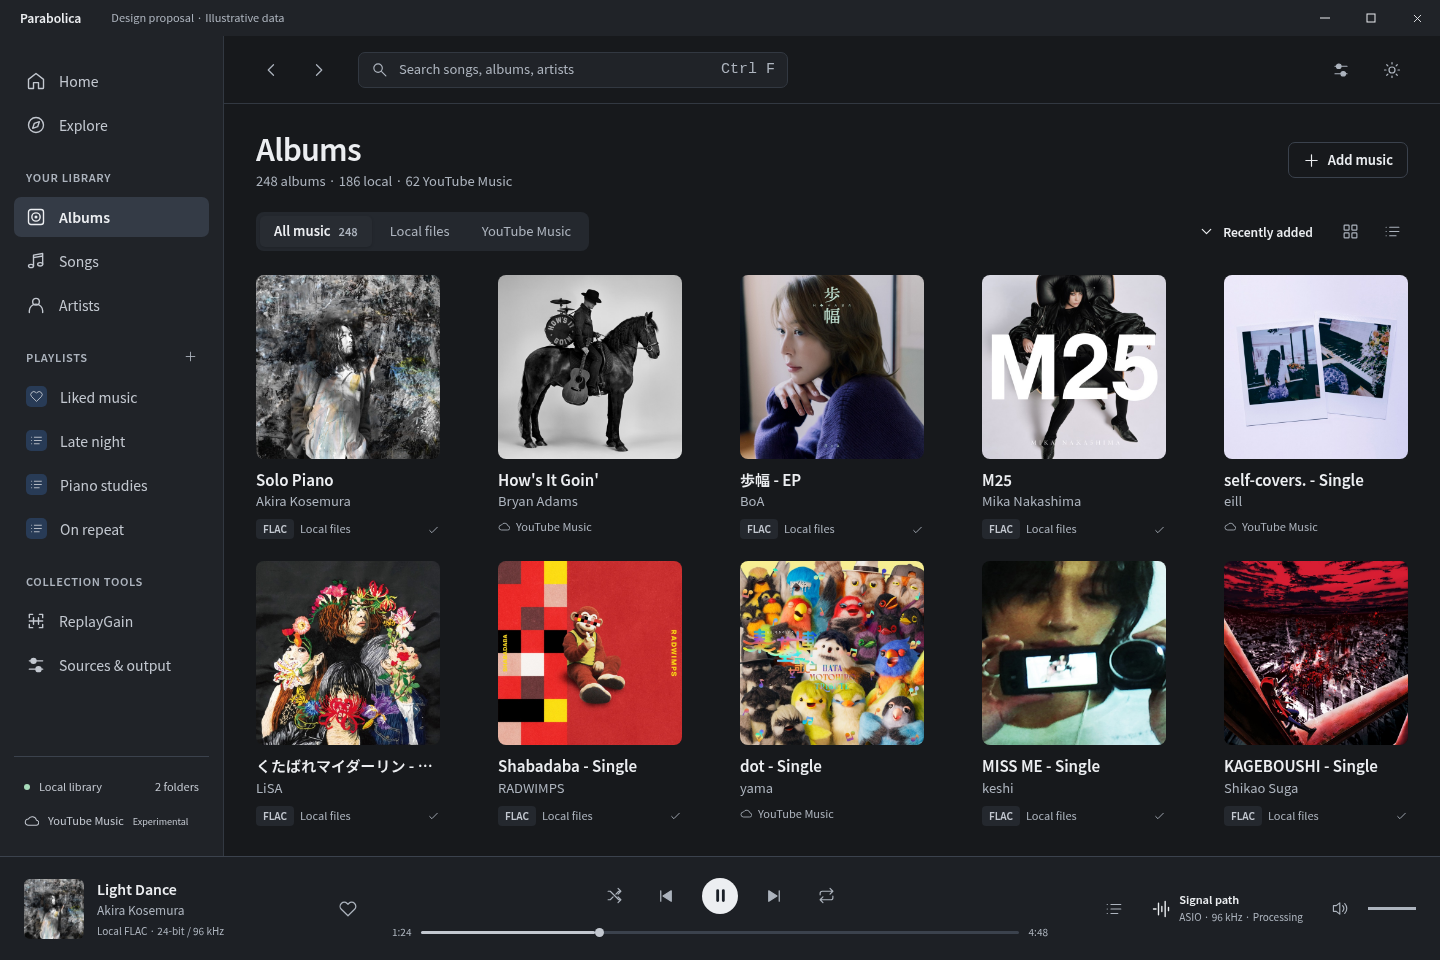 Parabolica
Design proposal · Illustrative data
Home
Explore
YOUR LIBRARY
Albums
Songs
Artists
PLAYLISTS
Liked music
Late night
Piano studies
On repeat
COLLECTION TOOLS
ReplayGain
Sources & output
Local library 2 folders
YouTube Music Experimental
Search songs, albums, artists Ctrl F
Albums
248 albums · 186 local · 62 YouTube Music
Add music
All music 248 Local files YouTube Music
Recently added
HOW'S IT
GOIN'
歩
幅
M25
MIKA NAKASHIMA
Solo Piano
Akira Kosemura
FLAC Local files
How's It Goin'
Bryan Adams
YouTube Music
歩幅 - EP
BoA
FLAC Local files
M25
Mika Nakashima
FLAC Local files
self-covers. - Single
eill
YouTube Music
RADWIMPS
HATA
MOTOHIRO
くたばれマイダーリン - …
LiSA
FLAC Local files
Shabadaba - Single
RADWIMPS
FLAC Local files
dot - Single
yama
YouTube Music
MISS ME - Single
keshi
FLAC Local files
KAGEBOUSHI - Single
Shikao Suga
FLAC Local files
Light Dance
Akira Kosemura
Local FLAC · 24-bit / 96 kHz
1:24
4:48
Signal path
ASIO · 96 kHz · Processing